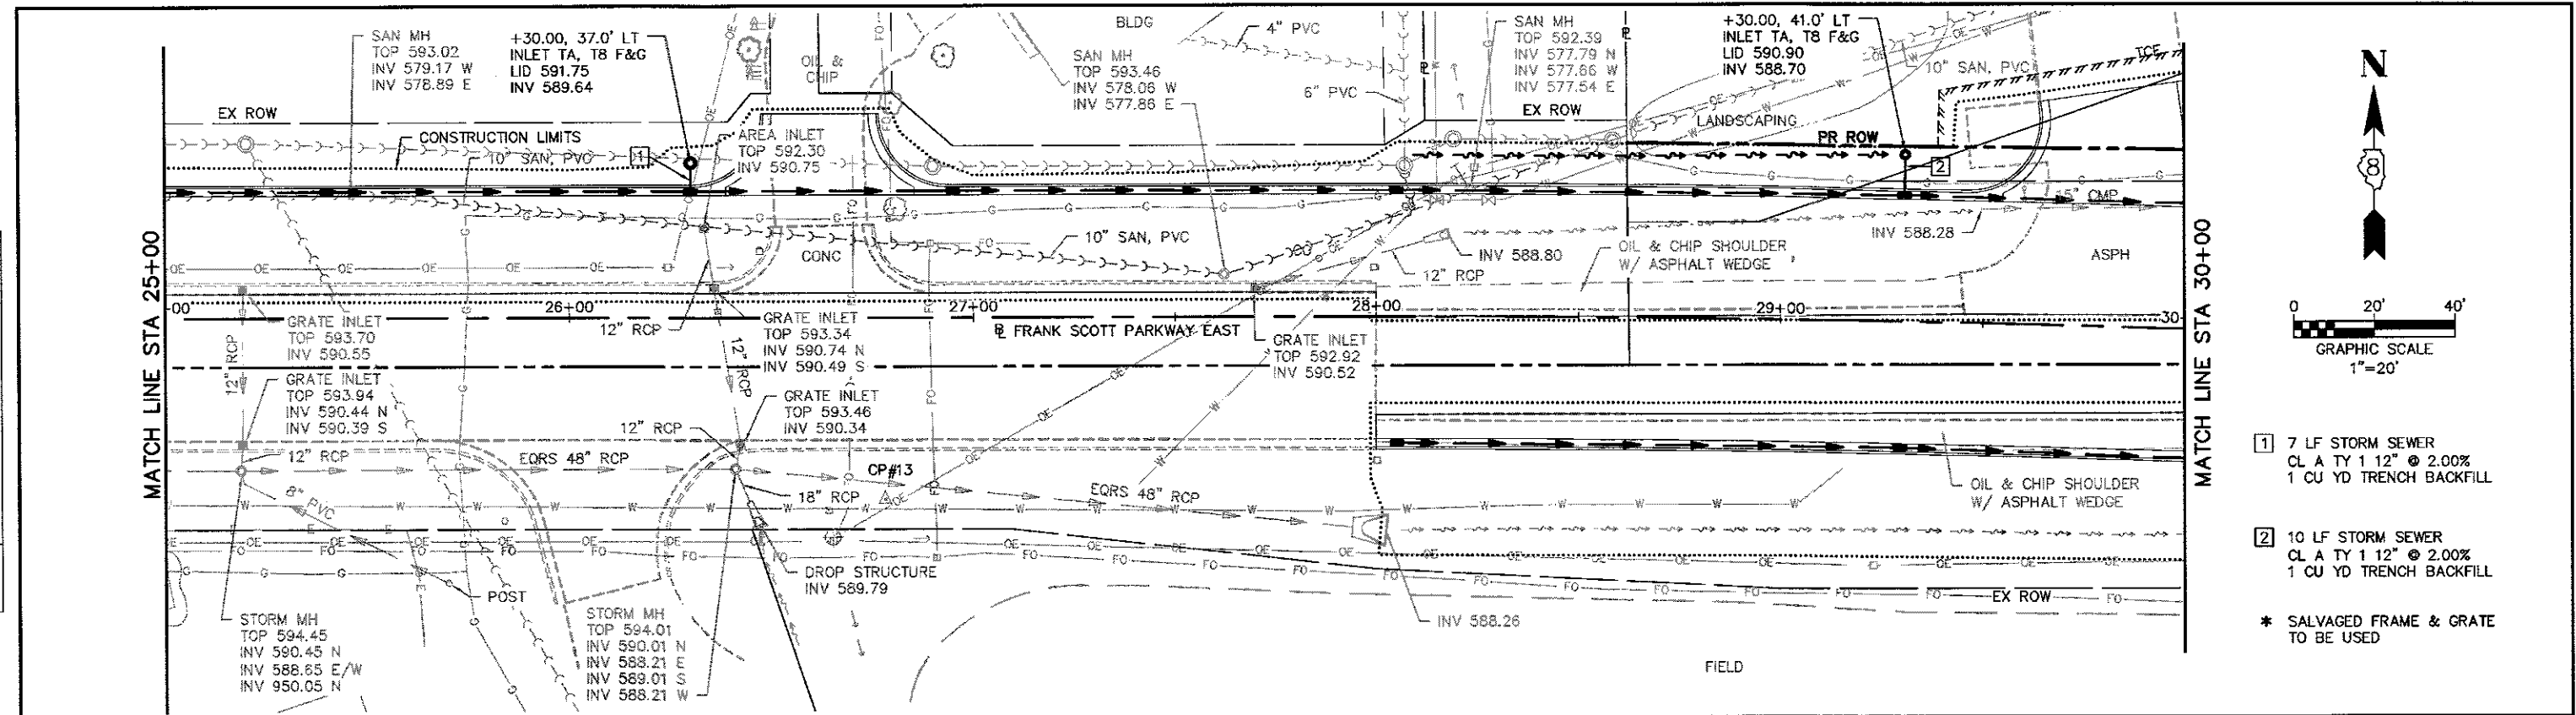 SAN MH
TOP 593.02
INV 579.17 W
INV 578.89 E
+30.00, 37.0' LT
INLET TA, T8 F&G
LID 591.75
INV 589.64
OIL &
CHIP
BLDG
4" PVC
SAN MH
TOP 593.46
INV 578.06 W
INV 577.86 E
6" PVC
SAN MH
TOP 592.39
INV 577.79 N
INV 577.66 W
INV 577.54 E
+30.00, 41.0' LT
INLET TA, T8 F&G
LID 590.90
INV 588.70
10" SAN, PVC
TCE
EX ROW
CONSTRUCTION LIMITS
10" SAN, PVC
1
AREA INLET
TOP 592.30
INV 590.75
EX ROW
LANDSCAPING
PR ROW
2
15" CMP
10" SAN, PVC
CONC
INV 588.80
12" RCP
OIL & CHIP SHOULDER
W/ ASPHALT WEDGE
INV 588.28
ASPH
MATCH LINE STA 25+00
00
26+00
27+00
28+00
29+00
30
MATCH LINE STA 30+00
GRATE INLET
TOP 593.70
INV 590.55
12" RCP
12" RCP
GRATE INLET
TOP 593.34
INV 590.74 N
INV 590.49 S
12" RCP
FRANK SCOTT PARKWAY EAST
GRATE INLET
TOP 592.92
INV 590.52
GRATE INLET
TOP 593.94
INV 590.44 N
INV 590.39 S
12" RCP
GRATE INLET
TOP 593.46
INV 590.34
12" RCP
EQRS 48" RCP
CP#13
18" RCP
EQRS 48" RCP
8" PVC
OIL & CHIP SHOULDER
W/ ASPHALT WEDGE
DROP STRUCTURE
INV 589.79
POST
STORM MH
TOP 594.45
INV 590.45 N
INV 588.65 E/W
INV 950.05 N
STORM MH
TOP 594.01
INV 590.01 N
INV 588.21 E
INV 589.01 S
INV 588.21 W
INV 588.26
EX ROW
FIELD
N
8
0 20' 40'
GRAPHIC SCALE
1"=20'
1 7 LF STORM SEWER
CL A TY 1 12" @ 2.00%
1 CU YD TRENCH BACKFILL
2 10 LF STORM SEWER
CL A TY 1 12" @ 2.00%
1 CU YD TRENCH BACKFILL
* SALVAGED FRAME & GRATE
TO BE USED